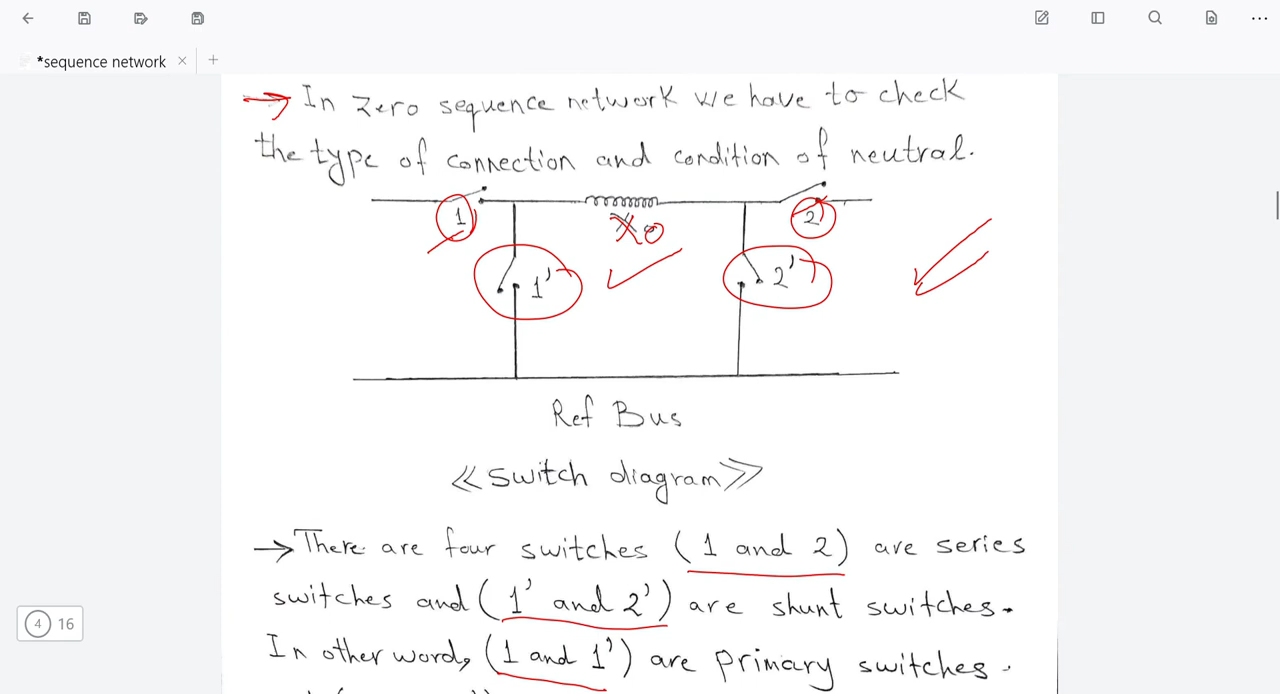 *sequence network
→ In zero sequence network we have to check
the type of connection and condition of neutral.
1
X0
2
1'
2'
Ref Bus
<<switch diagram>>
→ There are four switches (1 and 2) are series
switches and (1' and 2') are shunt switches.
In other word, (1 and 1') are primary switches.
4 16